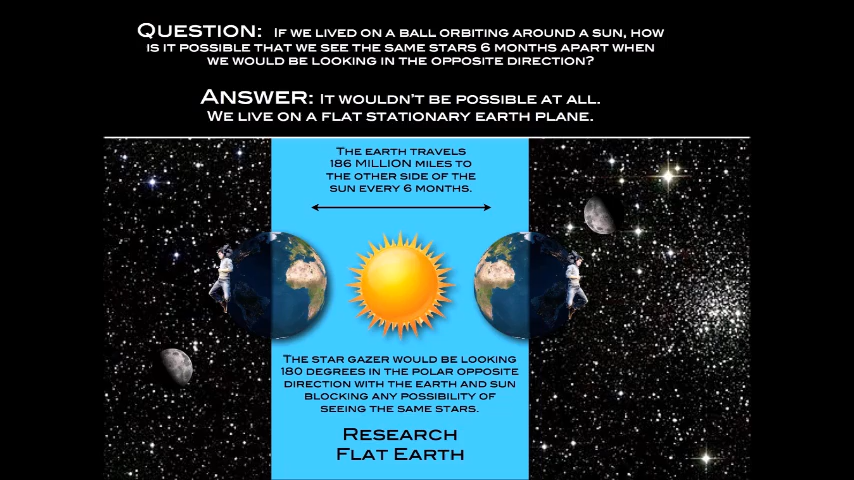 QUESTION: IF WE LIVED ON A BALL ORBITING AROUND A SUN, HOW
IS IT POSSIBLE THAT WE SEE THE SAME STARS 6 MONTHS APART WHEN
WE WOULD BE LOOKING IN THE OPPOSITE DIRECTION?
ANSWER: IT WOULDN'T BE POSSIBLE AT ALL.
WE LIVE ON A FLAT STATIONARY EARTH PLANE.
THE EARTH TRAVELS
186 MILLION MILES TO
THE OTHER SIDE OF THE
SUN EVERY 6 MONTHS.
THE STAR GAZER WOULD BE LOOKING
180 DEGREES IN THE POLAR OPPOSITE
DIRECTION WITH THE EARTH AND SUN
BLOCKING ANY POSSIBILITY OF
SEEING THE SAME STARS.
RESEARCH
FLAT EARTH